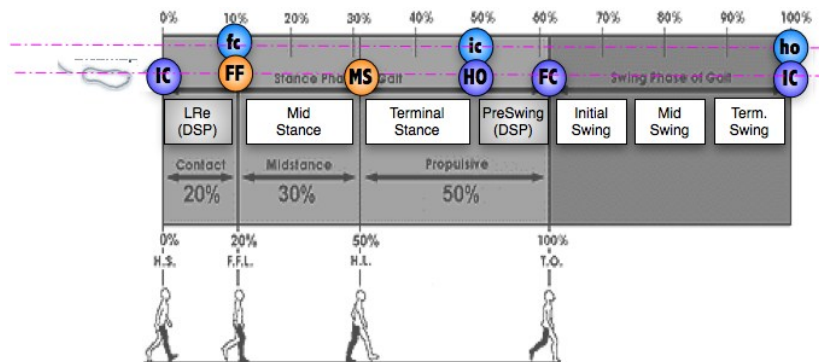 0% 10% 20% 30% 40% 50% 60% 70% 80% 90% 100%
fc ic ho
IC FF MS HO FC IC
Stance Pha Gait Swing Phase of Gait
LRe (DSP)
Mid Stance
Terminal Stance
PreSwing (DSP)
Initial Swing
Mid Swing
Term. Swing
Contact Midstance Propulsive
20% 30% 50%
0% 20% 50% 100%
H.S. F.F.L. H.L. T.O.